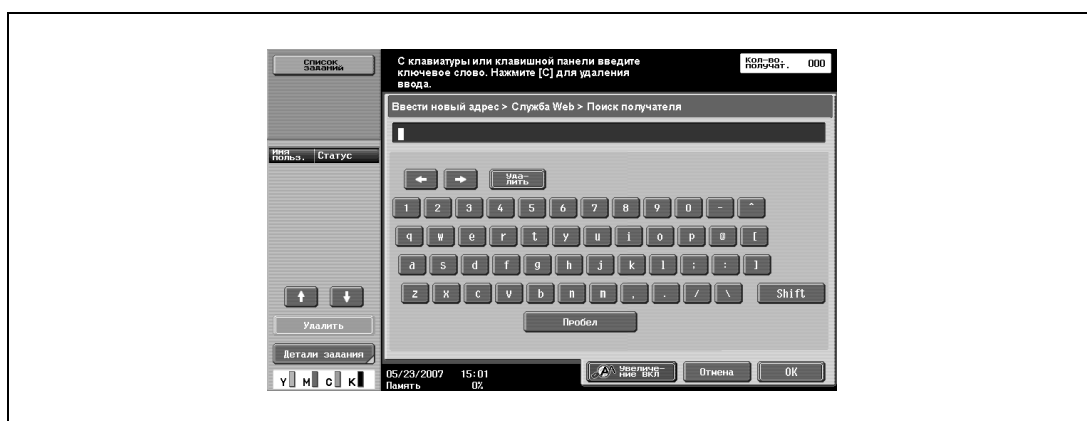 Список
заданий
С клавиатуры или клавишной панели введите
ключевое слово. Нажмите [C] для удаления
ввода.
Кол-во.
получат. 000
Ввести новый адрес > Служба Web > Поиск получателя
Имя
польз. Статус
Уда-
лить
1 2 3 4 5 6 7 8 9 0 - ^
q w e r t y u i o p @ [
a s d f g h j k l ; : ]
z x c v b п п , . / \ Shift
Пробел
Удалить
Детали задания
Y M C K
05/23/2007 15:01
Память 0%
Увеличе-
ние ВКЛ
Отмена
OK